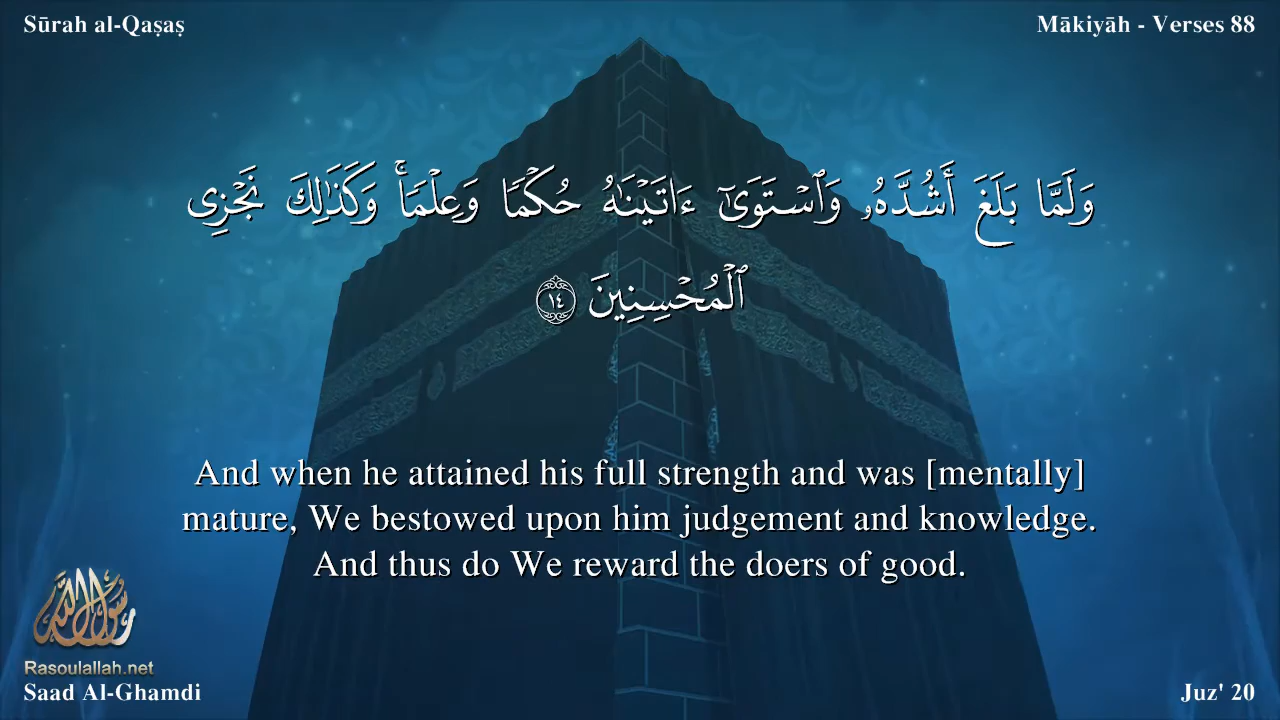 Sūrah al-Qaṣaṣ
Mākiyāh - Verses 88
وَلَمَّا بَلَغَ أَشُدَّهُۥ وَٱسْتَوَىٰٓ ءَاتَيْنَـٰهُ حُكْمًا وَعِلْمًا ۚ وَكَذَٰلِكَ نَجْزِى
ٱلْمُحْسِنِينَ ١٤
And when he attained his full strength and was [mentally]
mature, We bestowed upon him judgement and knowledge.
And thus do We reward the doers of good.
رسول الله
Rasoulallah.net
Saad Al-Ghamdi
Juz' 20